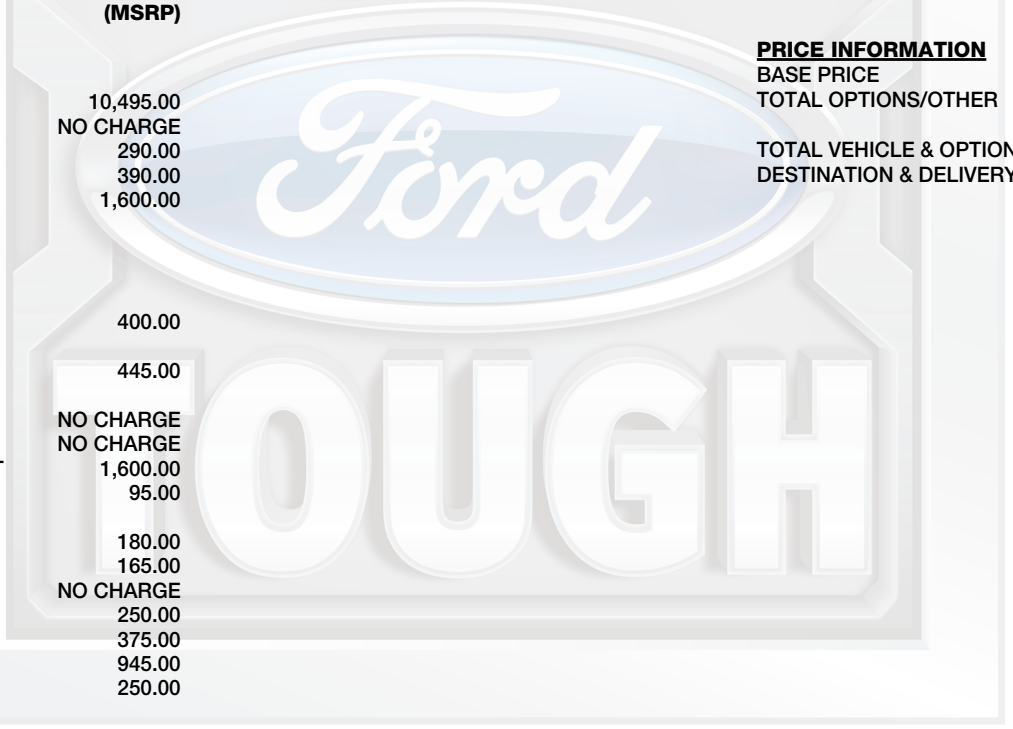 (MSRP)
10,495.00
NO CHARGE
290.00
390.00
1,600.00
400.00
445.00
NO CHARGE
NO CHARGE
1,600.00
95.00
180.00
165.00
NO CHARGE
250.00
375.00
945.00
250.00
PRICE INFORMATION
BASE PRICE
TOTAL OPTIONS/OTHER
TOTAL VEHICLE & OPTION
DESTINATION & DELIVERY
Ford
TOUGH